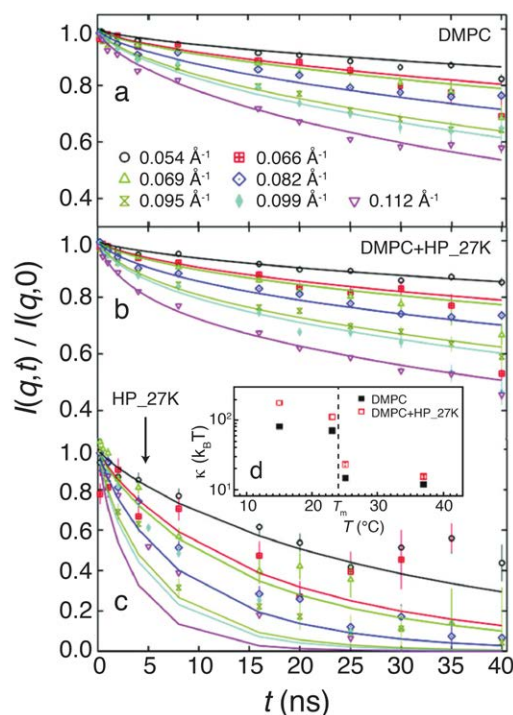 DMPC
1.0
0.8
0.6
0.4
a
0.054 Å-1
0.066 Å-1
0.069 Å-1
0.082 Å-1
0.095 Å-1
0.099 Å-1
0.112 Å-1
DMPC+HP_27K
1.0
0.8
0.6
0.4
b
I(q,t) / I(q,0)
HP_27K
DMPC
DMPC+HP_27K
d
κ (kBT)
10²
10¹
10 20 Tm 30 40
T (°C)
1.0
0.8
0.6
0.4
0.2
0.0
c
0 5 10 15 20 25 30 35 40
t (ns)